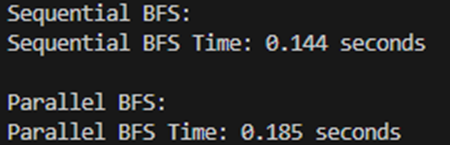 Sequential BFS:
Sequential BFS Time: 0.144 seconds
Parallel BFS:
Parallel BFS Time: 0.185 seconds